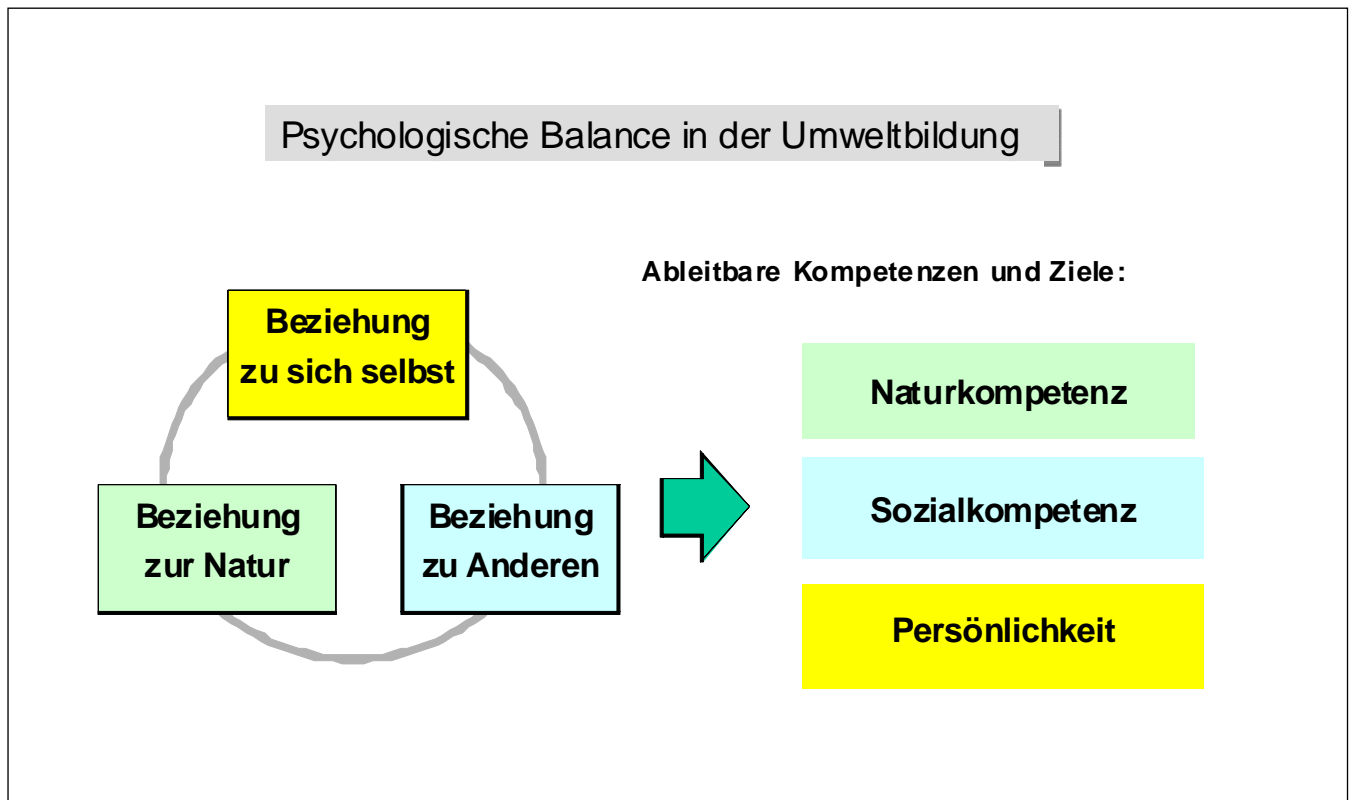 Psychologische Balance in der Umweltbildung
Ableitbare Kompetenzen und Ziele:
Beziehung
zu sich selbst
Beziehung
zur Natur
Beziehung
zu Anderen
Naturkompetenz
Sozialkompetenz
Persönlichkeit